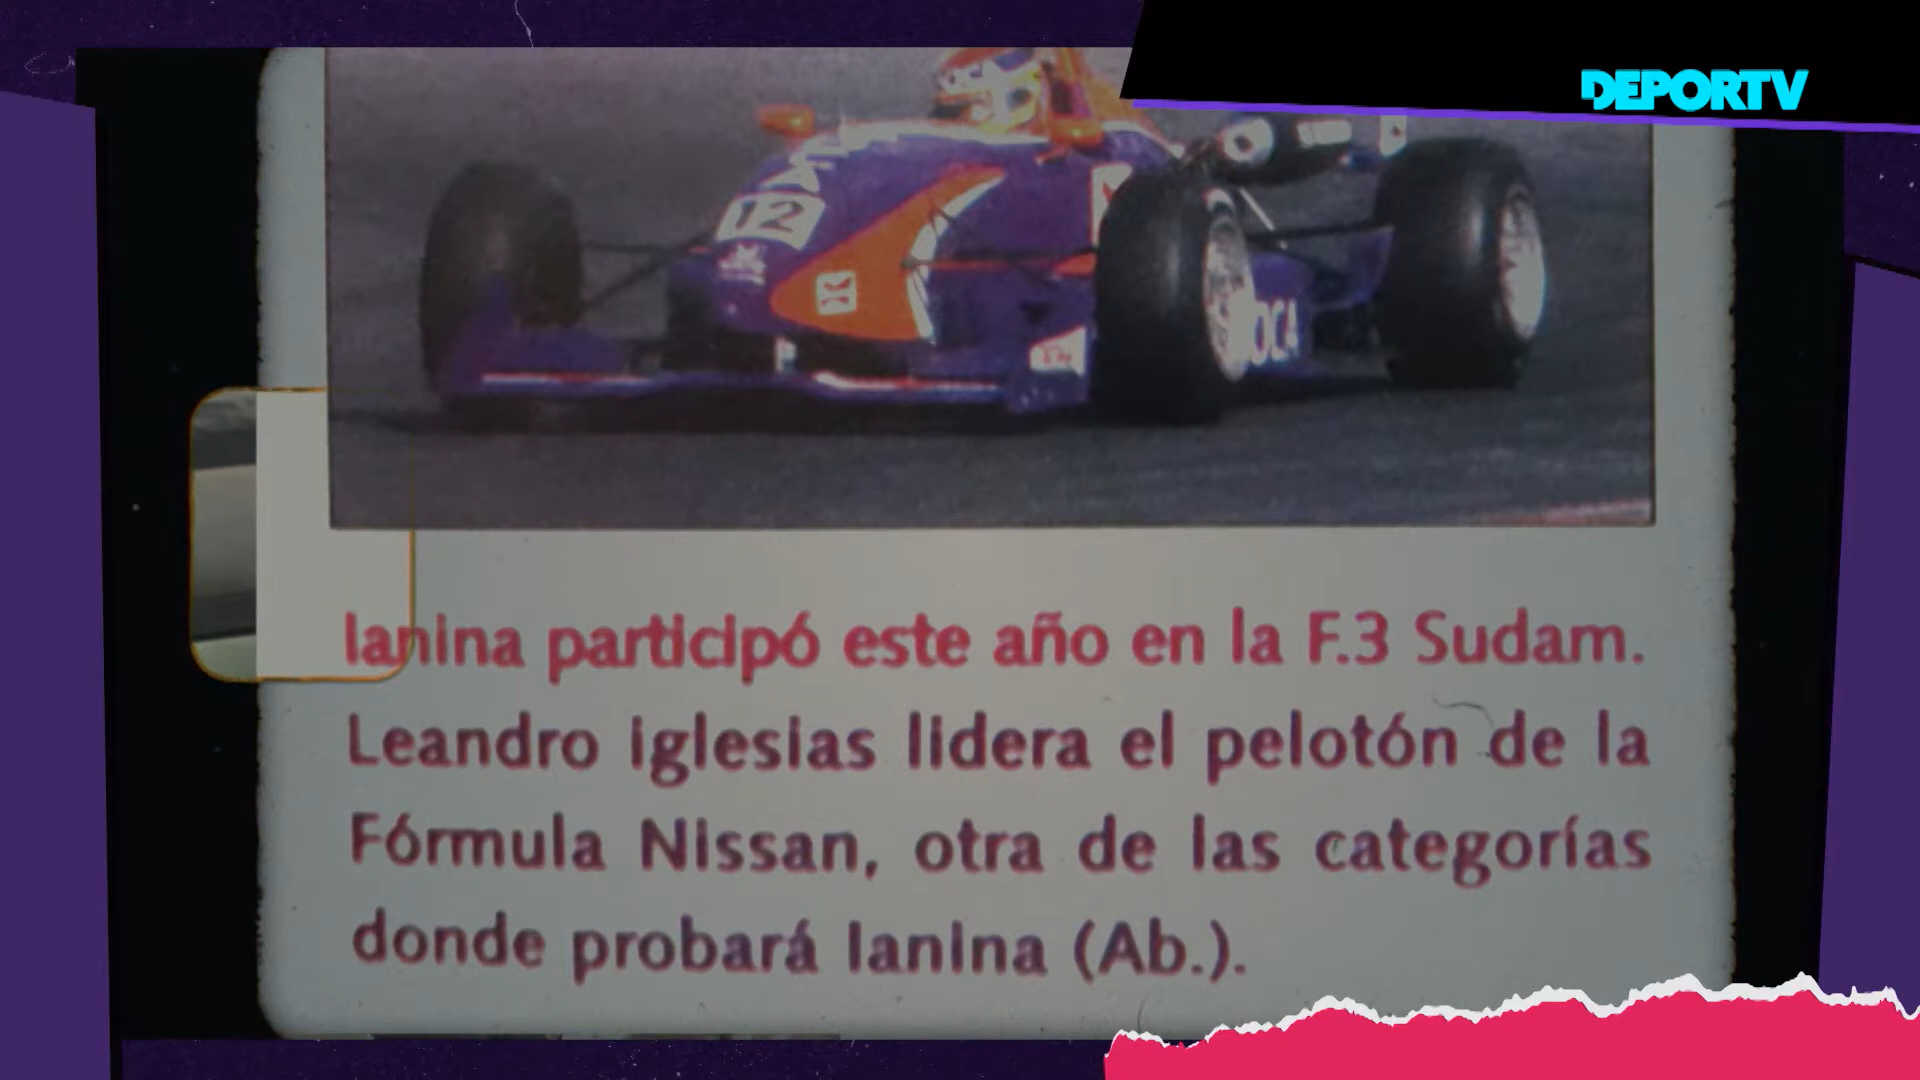 DEPORTV
12
OCA
Ianina participó este año en la F.3 Sudam.
Leandro Iglesias lidera el pelotón de la
Fórmula Nissan, otra de las categorías
donde probará Ianina (Ab.).